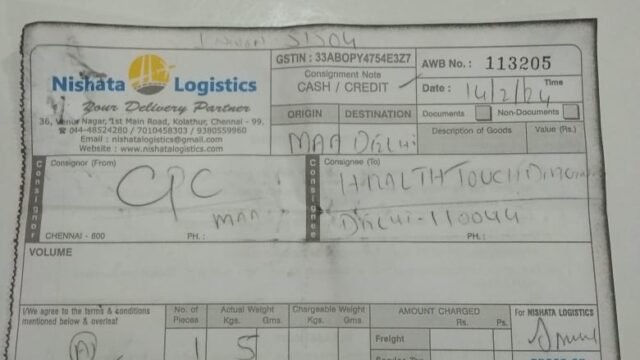 GSTIN : 33ABOPY4754E3Z7
AWB No. : 113205
Consignment Note
CASH / CREDIT
Date : 14/2/24
Time
Nishata Logistics
Your Delivery Partner
36, Venur Nagar, 1st Main Road, Kolathur, Chennai - 99.
☎ 044-48524280 / 7010458303 / 9380559960
Email : nishatalogistics@gmail.com
Website : www.nishatalogistics.com
ORIGIN DESTINATION
Documents Non-Documents
MAA Delhi
Description of Goods Value (Rs.)
Consignor
Consignor (From)
CPC
MAA
CHENNAI - 600 PH. :
Consignee
Consignee (To)
HEALTH TOUCH
Delhi-110044
PH. :
VOLUME
I/We agree to the terms & conditions mentioned below & overleaf
No. of Pieces
Actual Weight
Kgs. Gms.
Chargeable Weight
Kgs. Gms.
AMOUNT CHARGED
Rs. Ps.
For NISHATA LOGISTICS
A
1 5
Freight